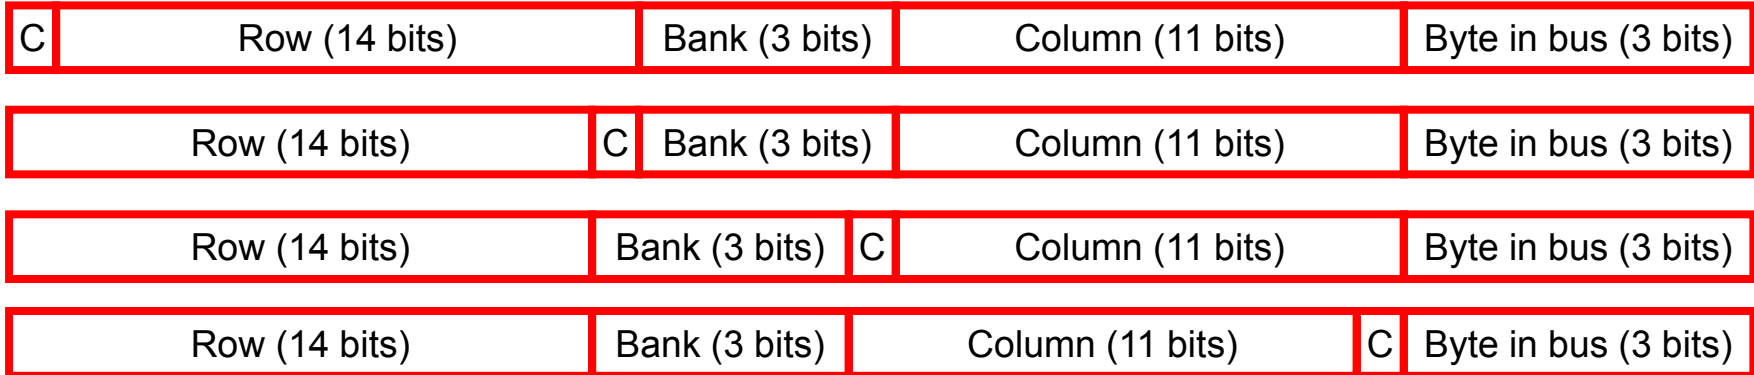 C Row (14 bits) Bank (3 bits) Column (11 bits) Byte in bus (3 bits)
Row (14 bits) C Bank (3 bits) Column (11 bits) Byte in bus (3 bits)
Row (14 bits) Bank (3 bits) C Column (11 bits) Byte in bus (3 bits)
Row (14 bits) Bank (3 bits) Column (11 bits) C Byte in bus (3 bits)